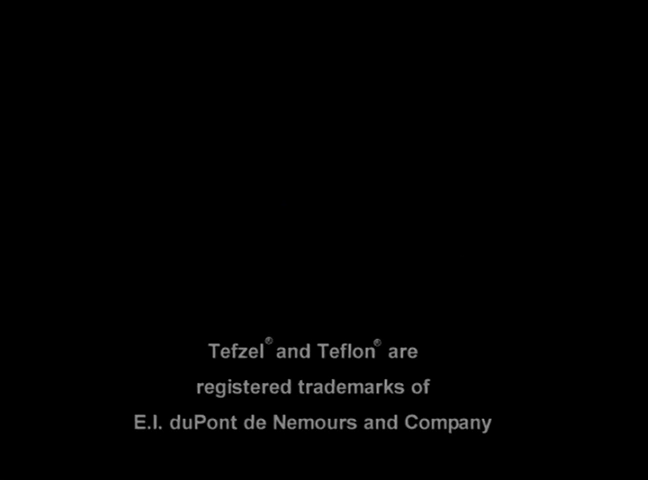 Tefzel® and Teflon® are
registered trademarks of
E.I. duPont de Nemours and Company